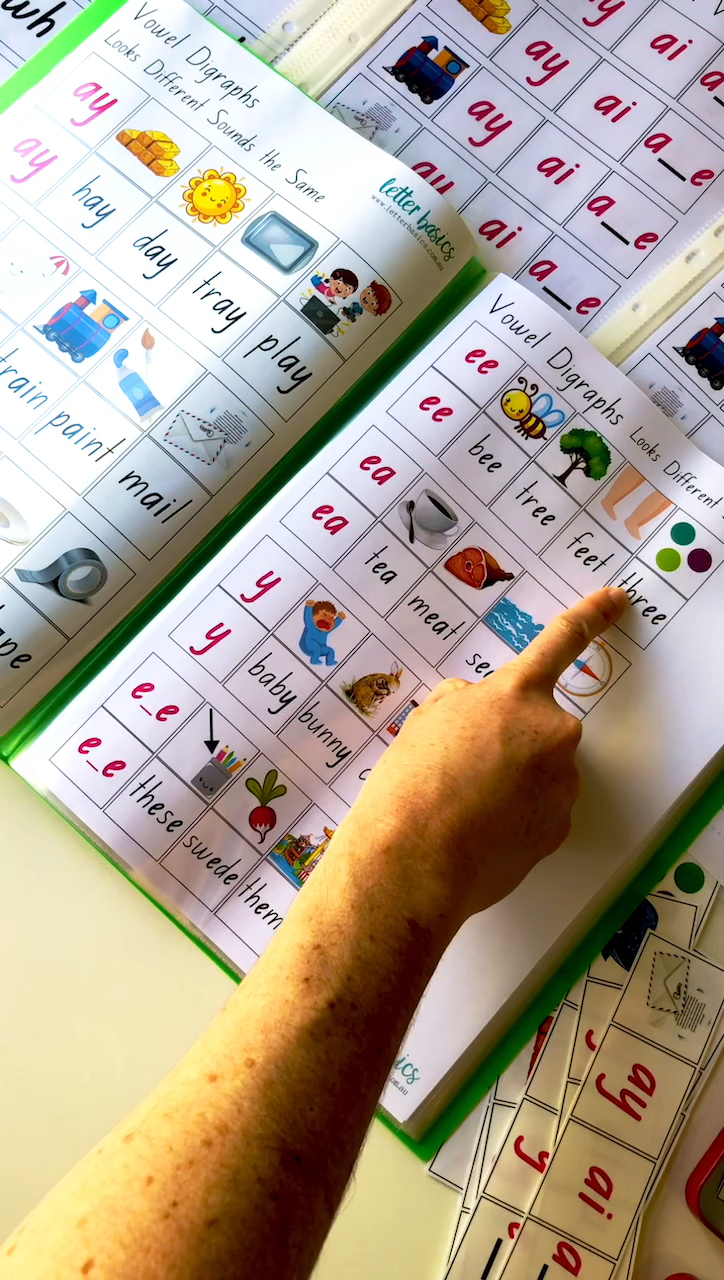 wh
Vowel Digraphs
Looks Different Sounds the Same
letter basics
www.letterbasics.com.au
ay
ay
hay
day
tray
play
train
paint
mail
Vowel Digraphs Looks Different
ee
ee
bee
tree
feet
three
ea
ea
tea
meat
y
y
baby
bunny
e_e
e_e
these
swede
ay
ai
ay
ai
a_e
ay
ai
a_e
ai
a_e
ay
ai